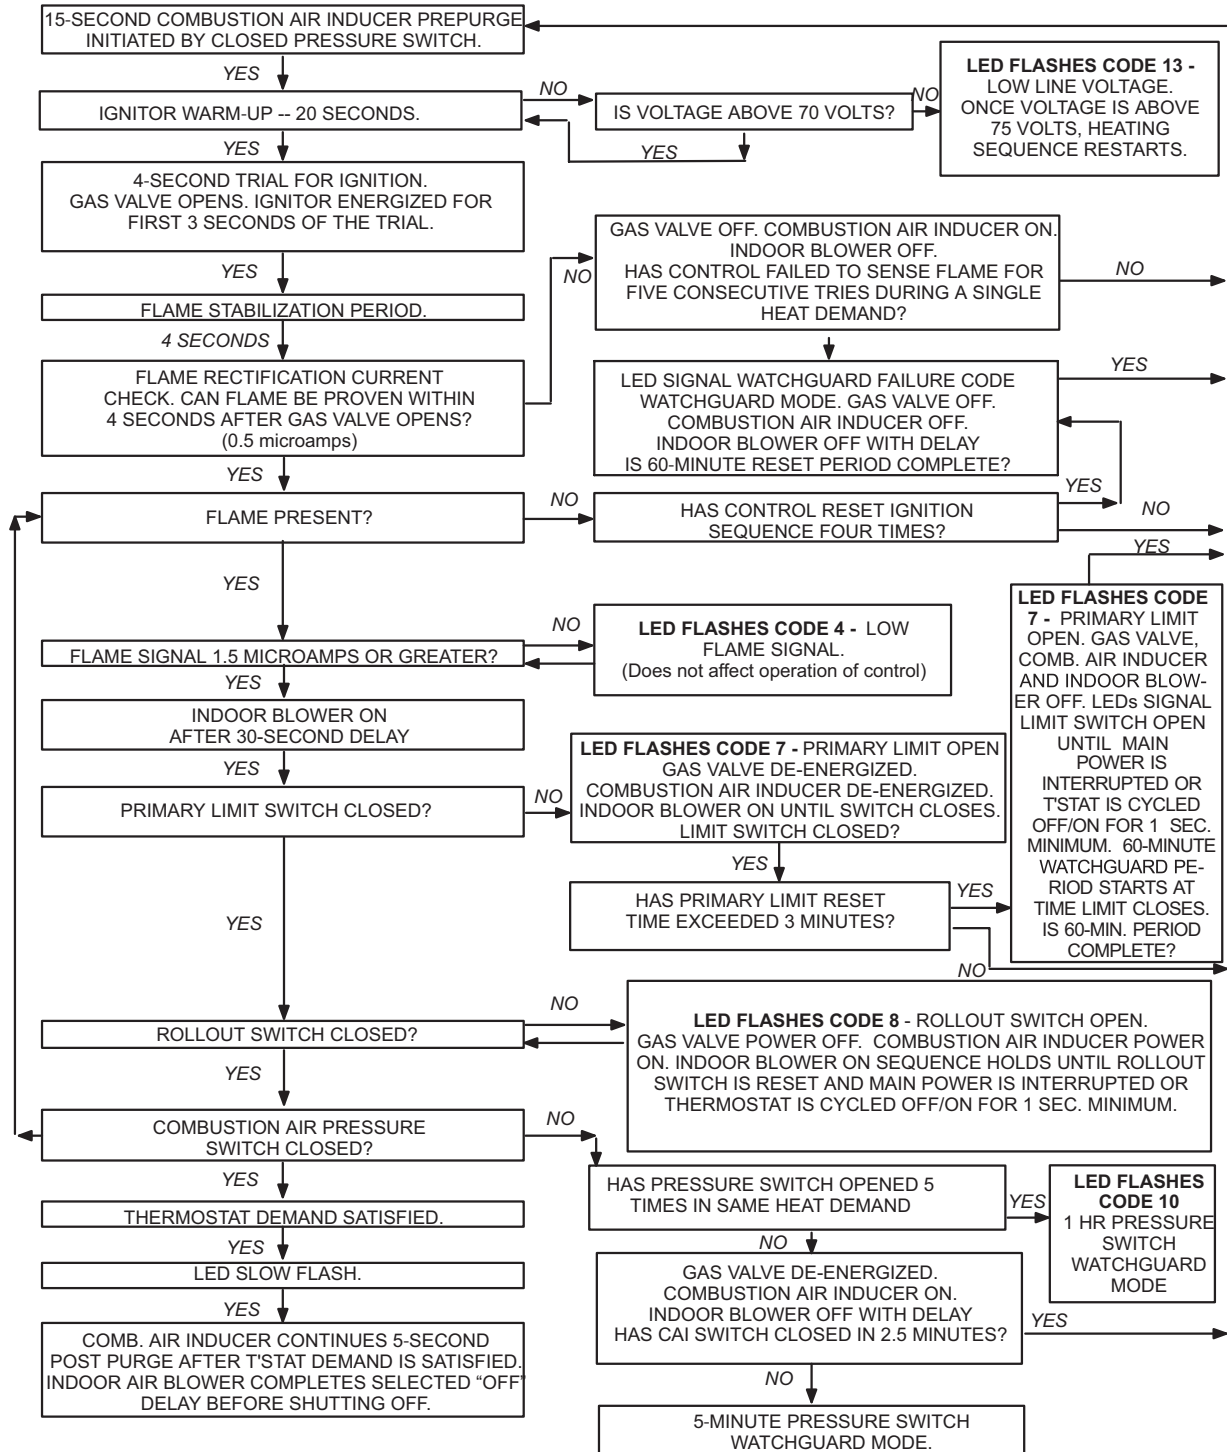 15-SECOND COMBUSTION AIR INDUCER PREPURGE
INITIATED BY CLOSED PRESSURE SWITCH.
YES
IGNITOR WARM-UP -- 20 SECONDS.
NO
IS VOLTAGE ABOVE 70 VOLTS?
YES
NO
LED FLASHES CODE 13 -
LOW LINE VOLTAGE.
ONCE VOLTAGE IS ABOVE
75 VOLTS, HEATING
SEQUENCE RESTARTS.
YES
4-SECOND TRIAL FOR IGNITION.
GAS VALVE OPENS. IGNITOR ENERGIZED FOR
FIRST 3 SECONDS OF THE TRIAL.
YES
FLAME STABILIZATION PERIOD.
4 SECONDS
FLAME RECTIFICATION CURRENT
CHECK. CAN FLAME BE PROVEN WITHIN
4 SECONDS AFTER GAS VALVE OPENS?
(0.5 microamps)
NO
GAS VALVE OFF. COMBUSTION AIR INDUCER ON.
INDOOR BLOWER OFF.
HAS CONTROL FAILED TO SENSE FLAME FOR
FIVE CONSECUTIVE TRIES DURING A SINGLE
HEAT DEMAND?
NO
LED SIGNAL WATCHGUARD FAILURE CODE
WATCHGUARD MODE. GAS VALVE OFF.
COMBUSTION AIR INDUCER OFF.
INDOOR BLOWER OFF WITH DELAY
IS 60-MINUTE RESET PERIOD COMPLETE?
YES
YES
FLAME PRESENT?
NO
HAS CONTROL RESET IGNITION
SEQUENCE FOUR TIMES?
YES
NO
YES
FLAME SIGNAL 1.5 MICROAMPS OR GREATER?
NO
LED FLASHES CODE 4 - LOW
FLAME SIGNAL.
(Does not affect operation of control)
YES
INDOOR BLOWER ON
AFTER 30-SECOND DELAY
YES
PRIMARY LIMIT SWITCH CLOSED?
NO
LED FLASHES CODE 7 - PRIMARY LIMIT OPEN
GAS VALVE DE-ENERGIZED.
COMBUSTION AIR INDUCER DE-ENERGIZED.
INDOOR BLOWER ON UNTIL SWITCH CLOSES.
LIMIT SWITCH CLOSED?
YES
HAS PRIMARY LIMIT RESET
TIME EXCEEDED 3 MINUTES?
YES
NO
YES
LED FLASHES CODE
7 - PRIMARY LIMIT
OPEN. GAS VALVE,
COMB. AIR INDUCER
AND INDOOR BLOW-
ER OFF. LEDs SIGNAL
LIMIT SWITCH OPEN
UNTIL MAIN
POWER IS
INTERRUPTED OR
T'STAT IS CYCLED
OFF/ON FOR 1 SEC.
MINIMUM. 60-MINUTE
WATCHGUARD PE-
RIOD STARTS AT
TIME LIMIT CLOSES.
IS 60-MIN. PERIOD
COMPLETE?
YES
ROLLOUT SWITCH CLOSED?
NO
LED FLASHES CODE 8 - ROLLOUT SWITCH OPEN.
GAS VALVE POWER OFF. COMBUSTION AIR INDUCER POWER
ON. INDOOR BLOWER ON SEQUENCE HOLDS UNTIL ROLLOUT
SWITCH IS RESET AND MAIN POWER IS INTERRUPTED OR
THERMOSTAT IS CYCLED OFF/ON FOR 1 SEC. MINIMUM.
YES
COMBUSTION AIR PRESSURE
SWITCH CLOSED?
NO
HAS PRESSURE SWITCH OPENED 5
TIMES IN SAME HEAT DEMAND
YES
LED FLASHES
CODE 10
1 HR PRESSURE
SWITCH
WATCHGUARD
MODE
NO
GAS VALVE DE-ENERGIZED.
COMBUSTION AIR INDUCER ON.
INDOOR BLOWER OFF WITH DELAY
HAS CAI SWITCH CLOSED IN 2.5 MINUTES?
YES
NO
5-MINUTE PRESSURE SWITCH
WATCHGUARD MODE.
YES
THERMOSTAT DEMAND SATISFIED.
YES
LED SLOW FLASH.
YES
COMB. AIR INDUCER CONTINUES 5-SECOND
POST PURGE AFTER T'STAT DEMAND IS SATISFIED.
INDOOR AIR BLOWER COMPLETES SELECTED “OFF”
DELAY BEFORE SHUTTING OFF.